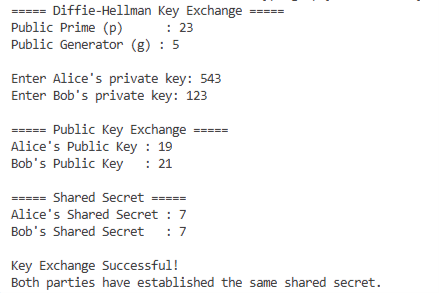 ===== Diffie-Hellman Key Exchange =====
Public Prime (p)     : 23
Public Generator (g) : 5
Enter Alice's private key: 543
Enter Bob's private key: 123
===== Public Key Exchange =====
Alice's Public Key : 19
Bob's Public Key   : 21
===== Shared Secret =====
Alice's Shared Secret : 7
Bob's Shared Secret   : 7
Key Exchange Successful!
Both parties have established the same shared secret.